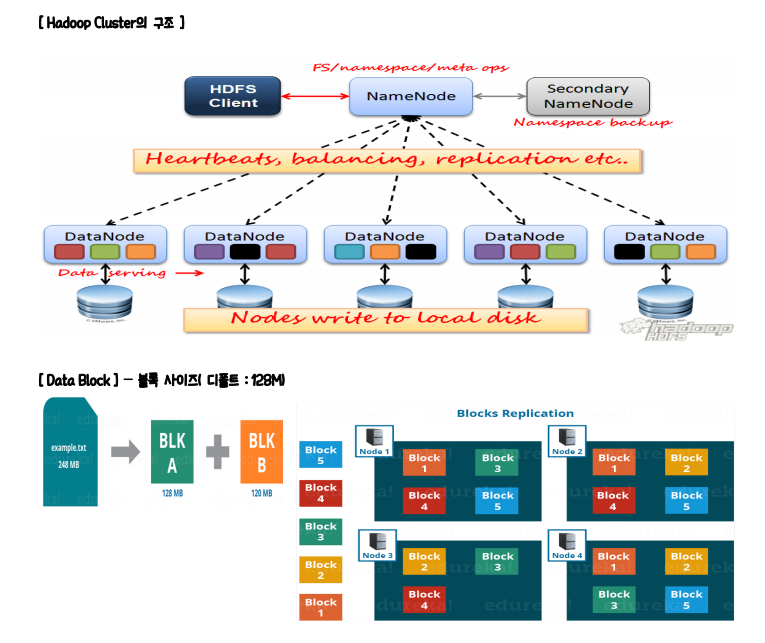 [ Hadoop Cluster의 구조 ]
FS/namespace/meta ops
HDFS
Client
NameNode
Secondary
NameNode
Namespace backup
Heartbeats, balancing, replication etc..
DataNode
DataNode
DataNode
DataNode
DataNode
Data serving
Nodes write to local disk
hadoop
HDFS
[ Data Block ] - 블록 사이즈( 디폴트 : 128M)
example.txt
248 MB
BLK
A
128 MB
BLK
B
120 MB
Blocks Replication
Block
5
Block
4
Block
3
Block
2
Block
1
Node 1
Block
1
Block
3
Block
4
Block
5
Node 2
Block
1
Block
2
Block
4
Block
5
Node 3
Block
2
Block
3
Block
4
Node 4
Block
1
Block
2
Block
3
Block
5
edureka!